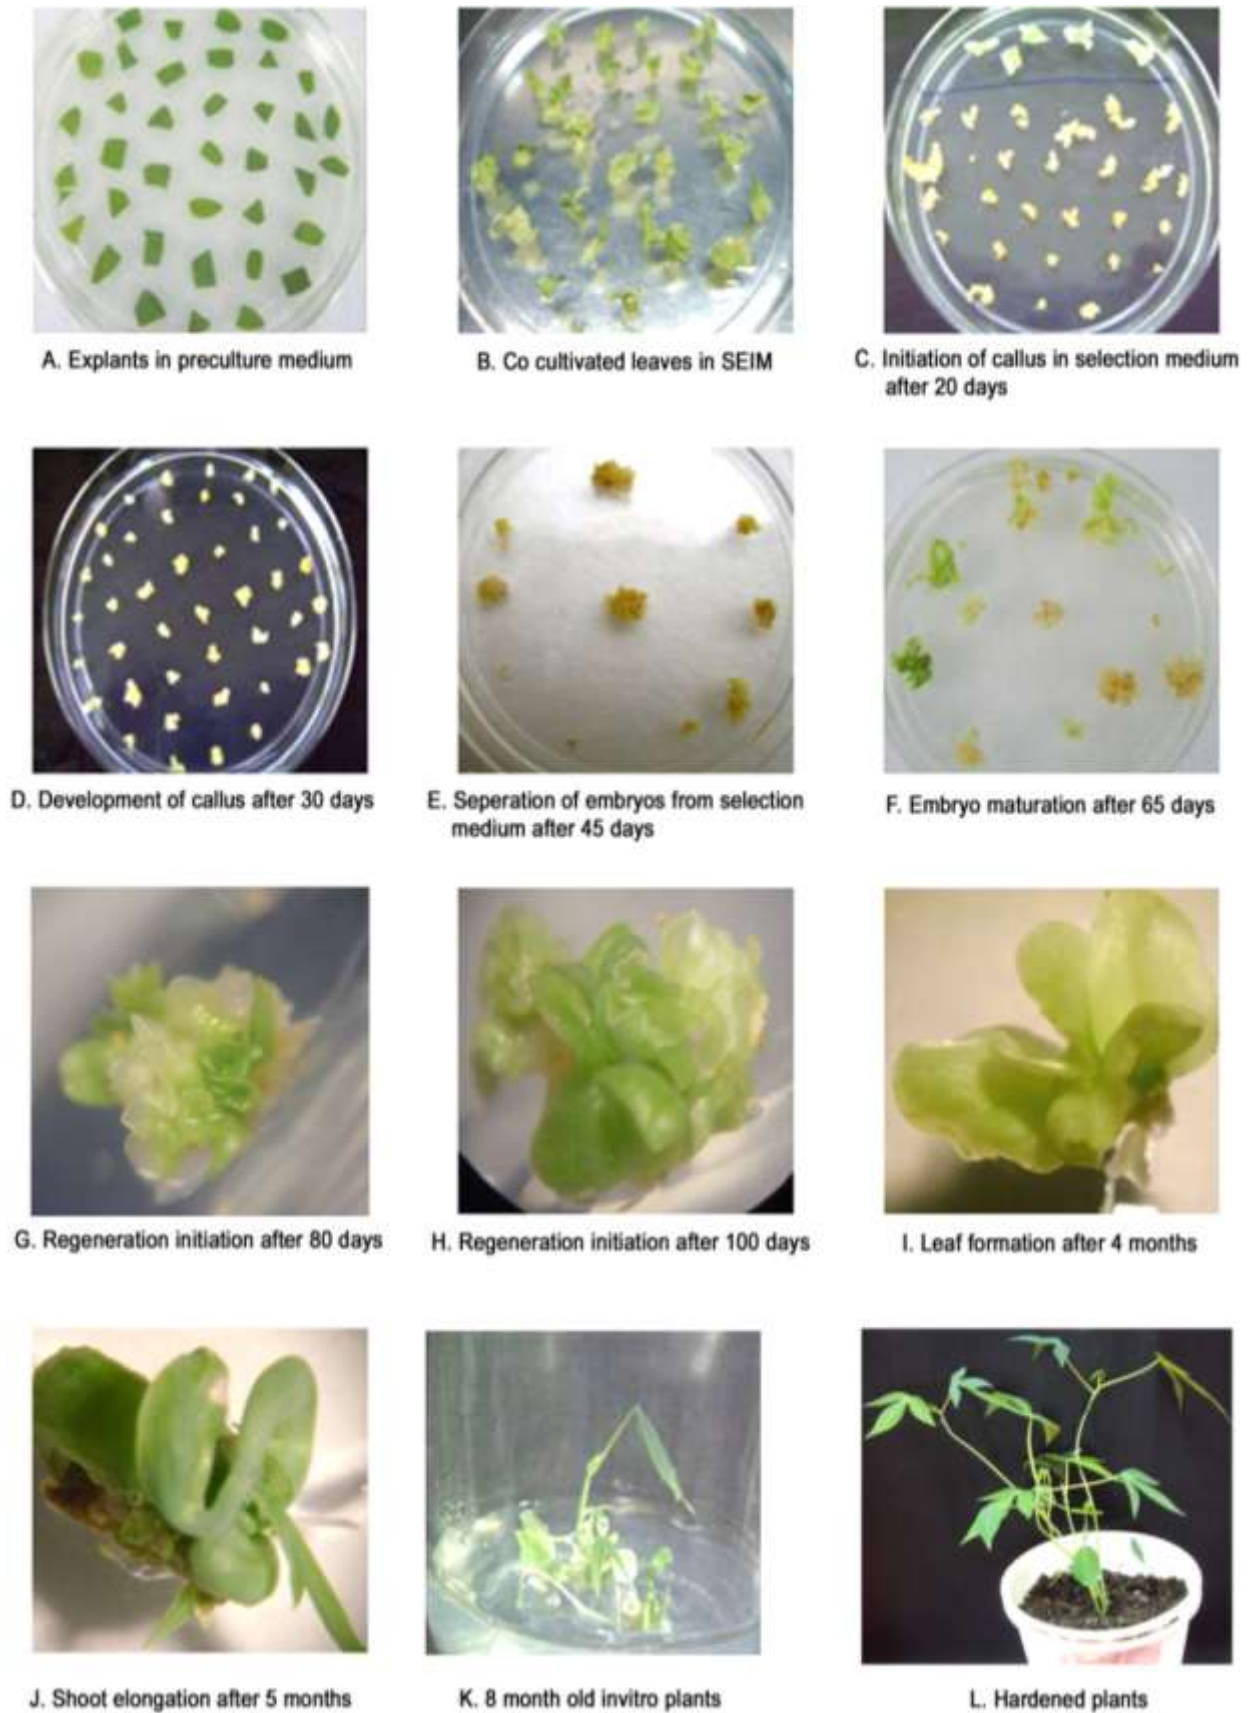 A. Explants in preculture medium
B. Co cultivated leaves in SEIM
C. Initiation of callus in selection medium
after 20 days
D. Development of callus after 30 days
E. Seperation of embryos from selection
medium after 45 days
F. Embryo maturation after 65 days
G. Regeneration initiation after 80 days
H. Regeneration initiation after 100 days
I. Leaf formation after 4 months
J. Shoot elongation after 5 months
K. 8 month old invitro plants
L. Hardened plants